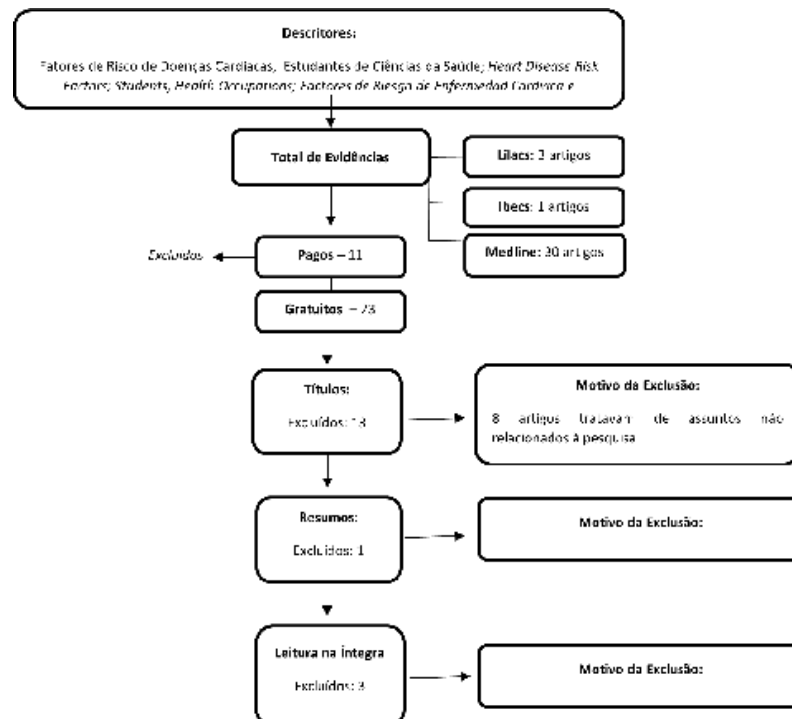 Descritores:
Fatores de Risco de Doenças Cardíacas, Estudantes de Ciências da Saúde; Heart Disease Risk
Factors; Students, Health Occupations; Factores de Riesgo de Enfermedad Cardiaca e
Total de Evidências
Lilacs: artigos
Ibecs: 1 artigos
Medline: artigos
Excluídos
Pagos – 11
Gratuitos –
Títulos:
Excluídos:
Motivo da Exclusão:
8 artigos tratavam de assuntos não
relacionados à pesquisa
Resumos:
Excluídos: 1
Motivo da Exclusão:
Leitura na Íntegra
Excluídos: 3
Motivo da Exclusão: